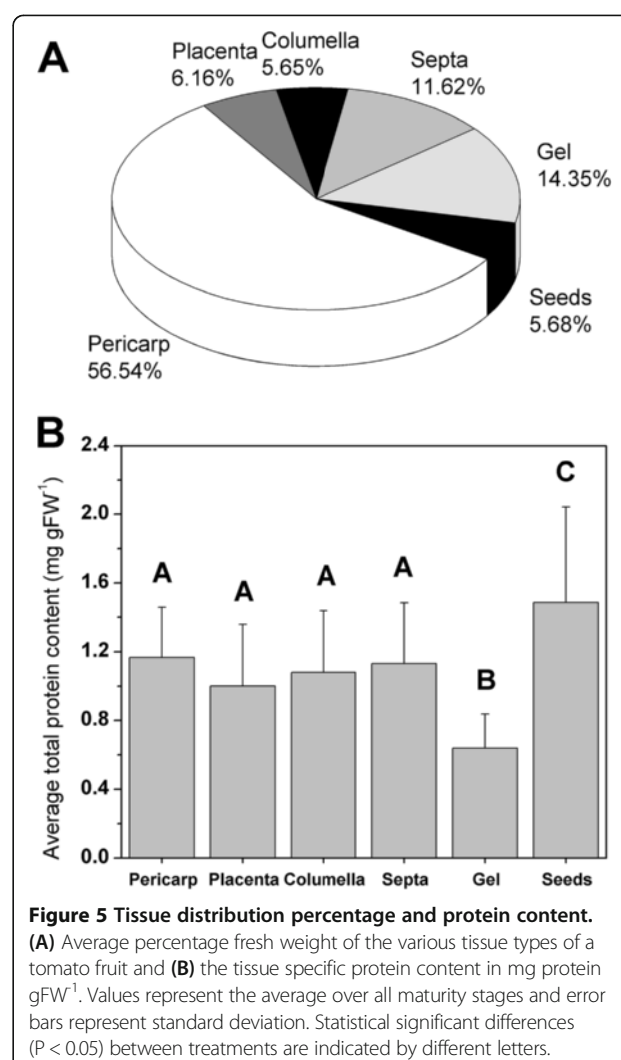 A
Placenta
6.16%
Columella
5.65%
Septa
11.62%
Gel
14.35%
Seeds
5.68%
Pericarp
56.54%
B
Average total protein content (mg gFW⁻¹)
2.4
2.0
1.6
1.2
0.8
0.4
0.0
A
A
A
A
B
C
Pericarp Placenta Columella Septa Gel Seeds
Figure 5 Tissue distribution percentage and protein content.
(A) Average percentage fresh weight of the various tissue types of a
tomato fruit and (B) the tissue specific protein content in mg protein
gFW⁻¹. Values represent the average over all maturity stages and error
bars represent standard deviation. Statistical significant differences
(P < 0.05) between treatments are indicated by different letters.